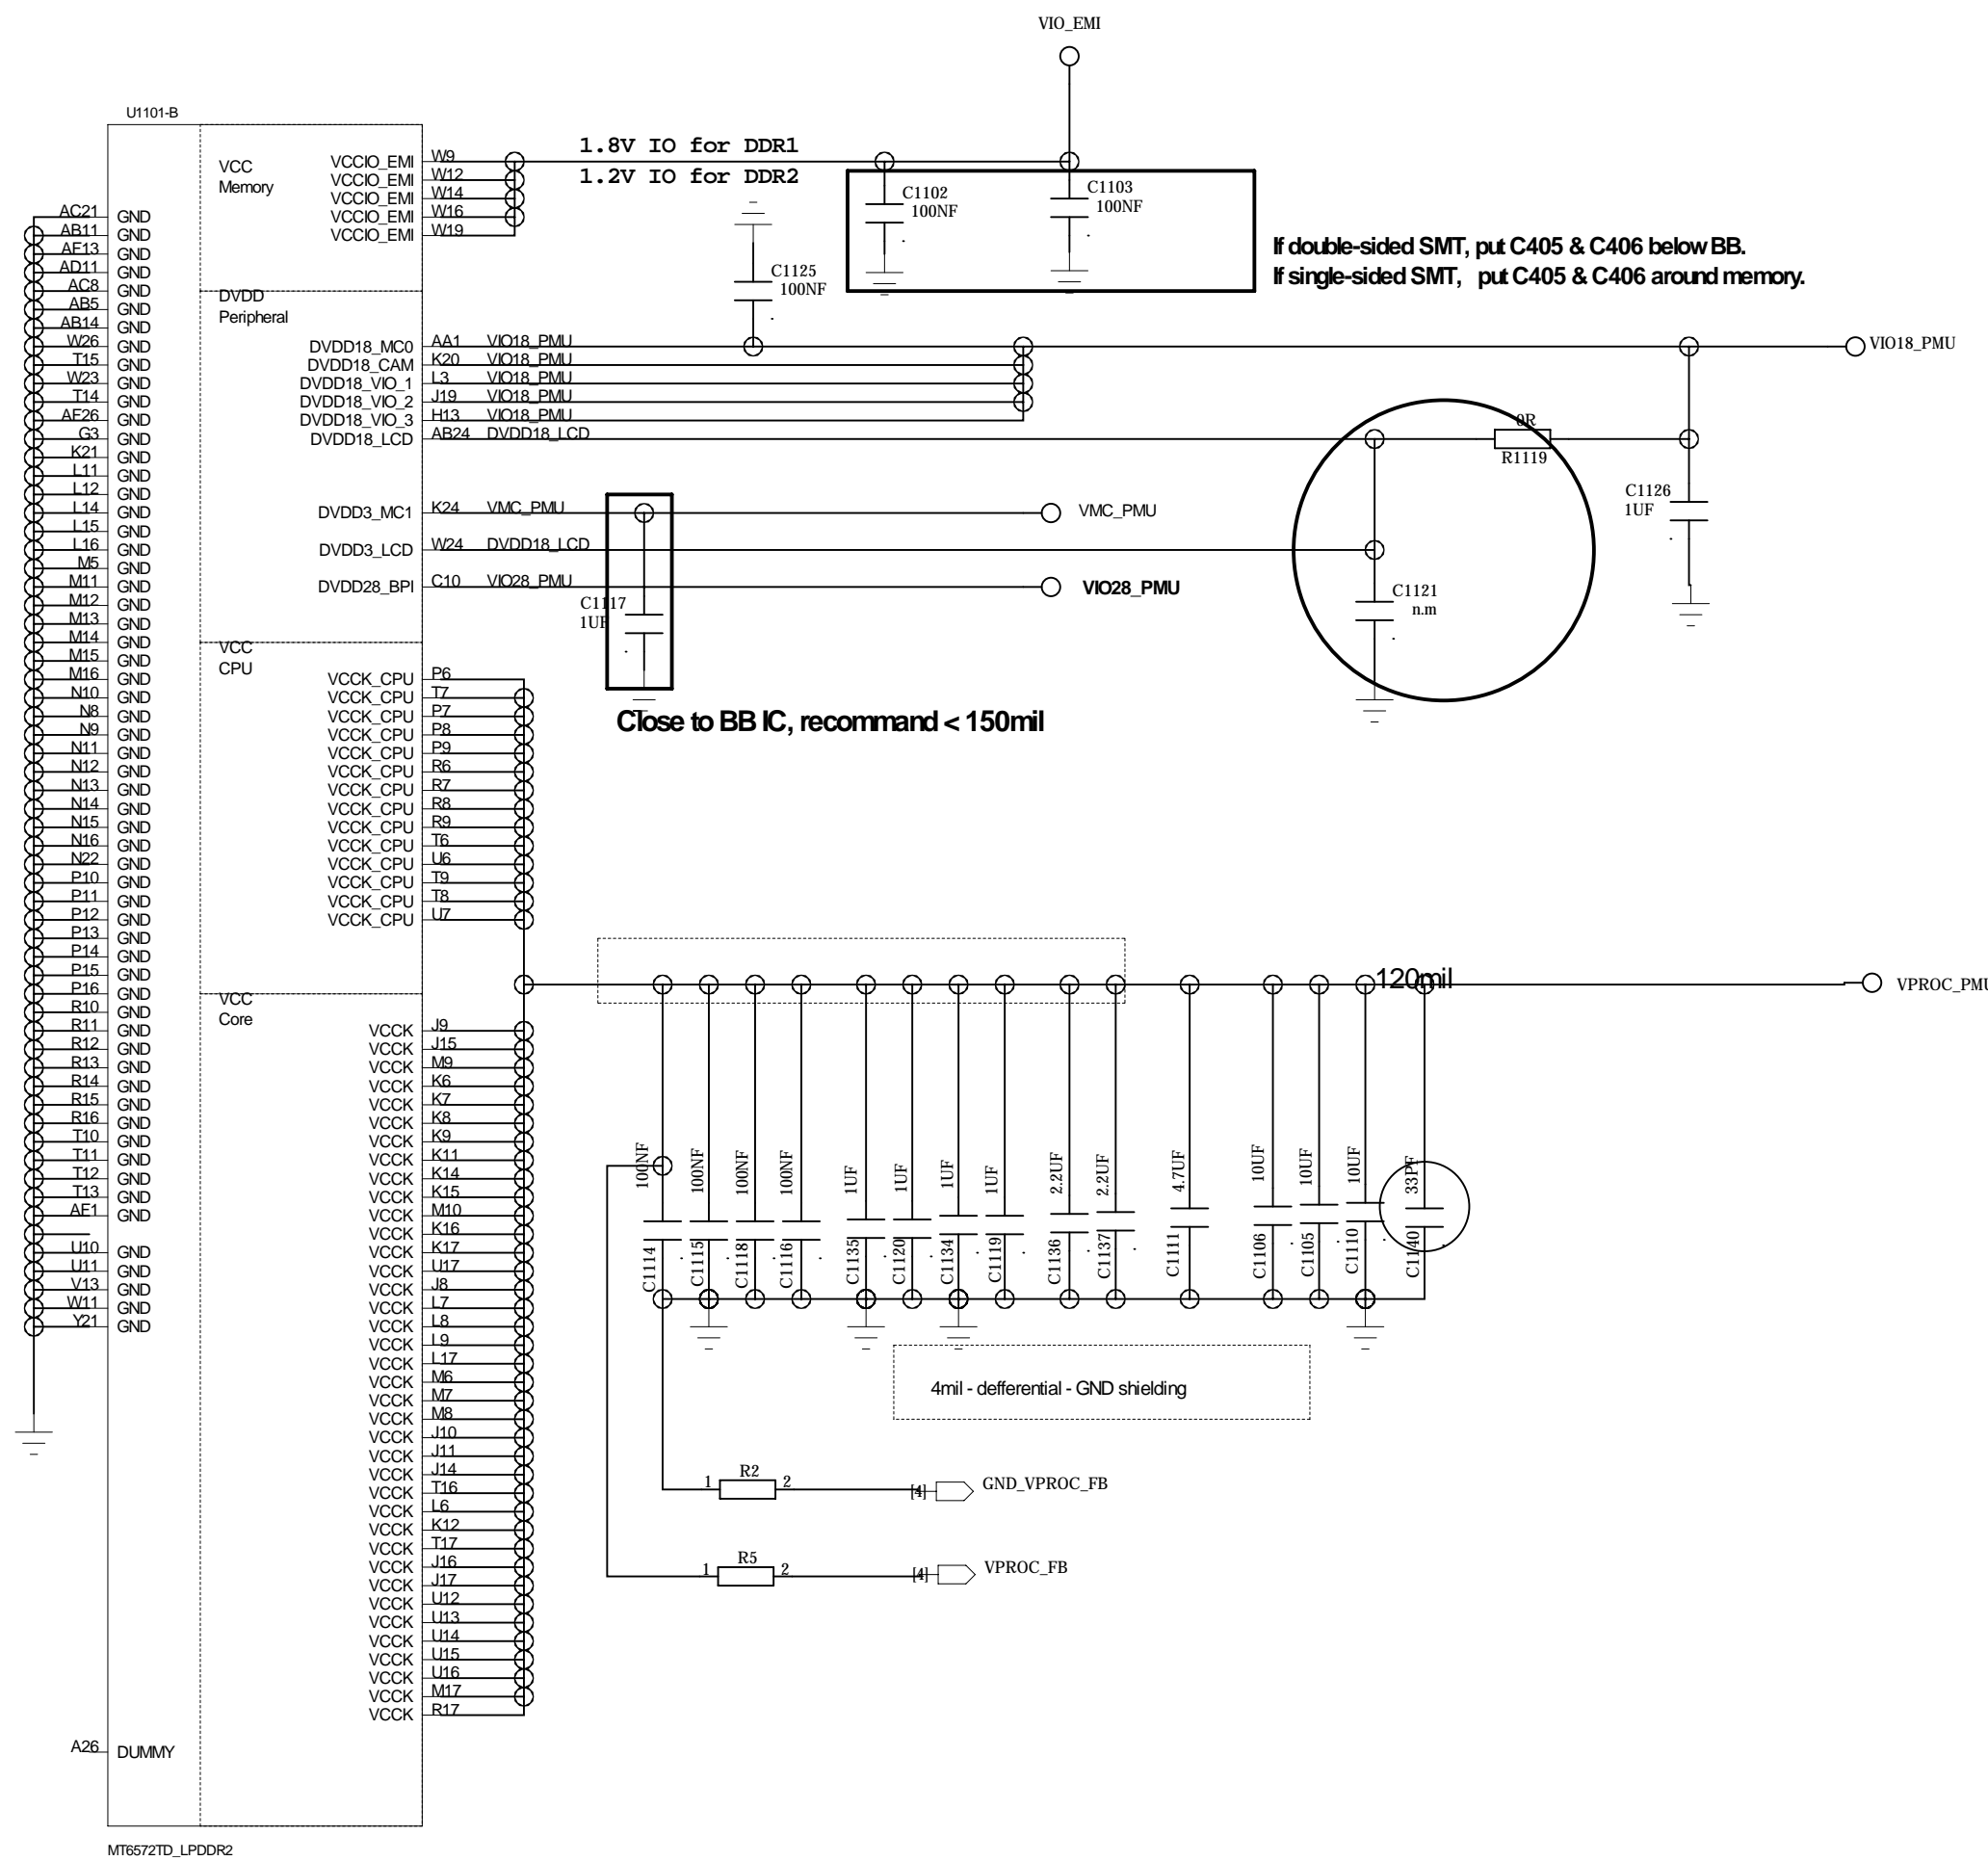 VIO_EMI
U1101-B
VCC
Memory
VCCIO_EMI W9
VCCIO_EMI W12
VCCIO_EMI W14
VCCIO_EMI W16
VCCIO_EMI W19
1.8V IO for DDR1
1.2V IO for DDR2
C1102
100NF
C1103
100NF
C1125
100NF
If double-sided SMT, put C405 & C406 below BB.
If single-sided SMT, put C405 & C406 around memory.
DVDD
Peripheral
DVDD18_MC0 AA1 VIO18_PMU
DVDD18_CAM K20 VIO18_PMU
DVDD18_VIO_1 L3 VIO18_PMU
DVDD18_VIO_2 J19 VIO18_PMU
DVDD18_VIO_3 H13 VIO18_PMU
DVDD18_LCD AB24 DVDD18_LCD
VIO18_PMU
0R
R1119
C1126
1UF
DVDD3_MC1 K24 VMC_PMU
VMC_PMU
DVDD3_LCD W24 DVDD18_LCD
DVDD28_BPI C10 VIO28_PMU
VIO28_PMU
C1117
1UF
C1121
n.m
Close to BB IC, recommand < 150mil
AC21 GND
AB11 GND
AF13 GND
AD11 GND
AC8 GND
AB5 GND
AB14 GND
W26 GND
T15 GND
W23 GND
T14 GND
AF26 GND
G3 GND
K21 GND
L11 GND
L12 GND
L14 GND
L15 GND
L16 GND
M5 GND
M11 GND
M12 GND
M13 GND
M14 GND
M15 GND
M16 GND
N10 GND
N8 GND
N9 GND
N11 GND
N12 GND
N13 GND
N14 GND
N15 GND
N16 GND
N22 GND
P10 GND
P11 GND
P12 GND
P13 GND
P14 GND
P15 GND
P16 GND
R10 GND
R11 GND
R12 GND
R13 GND
R14 GND
R15 GND
R16 GND
T10 GND
T11 GND
T12 GND
T13 GND
AF1 GND
U10 GND
U11 GND
V13 GND
W11 GND
Y21 GND
A26 DUMMY
VCC
CPU
VCCK_CPU P6
VCCK_CPU T7
VCCK_CPU P7
VCCK_CPU P8
VCCK_CPU P9
VCCK_CPU R6
VCCK_CPU R7
VCCK_CPU R8
VCCK_CPU R9
VCCK_CPU T6
VCCK_CPU U6
VCCK_CPU T9
VCCK_CPU T8
VCCK_CPU U7
120mil
VPROC_PMU
VCC
Core
VCCK J9
VCCK J15
VCCK M9
VCCK K6
VCCK K7
VCCK K8
VCCK K9
VCCK K11
VCCK K14
VCCK K15
VCCK M10
VCCK K16
VCCK K17
VCCK U17
VCCK J8
VCCK L7
VCCK L8
VCCK L9
VCCK L17
VCCK M6
VCCK M7
VCCK M8
VCCK J10
VCCK J11
VCCK J14
VCCK T16
VCCK L6
VCCK K12
VCCK T17
VCCK J16
VCCK J17
VCCK U12
VCCK U13
VCCK U14
VCCK U15
VCCK U16
VCCK M17
VCCK R17
100NF C1114
100NF C1115
100NF C1118
100NF C1116
1UF C1135
1UF C1120
1UF C1134
1UF C1119
2.2UF C1136
2.2UF C1137
4.7UF C1111
10UF C1106
10UF C1105
10UF C1110
33PF C1140
4mil - defferential - GND shielding
1 R2 2 [4] GND_VPROC_FB
1 R5 2 [4] VPROC_FB
MT6572TD_LPDDR2